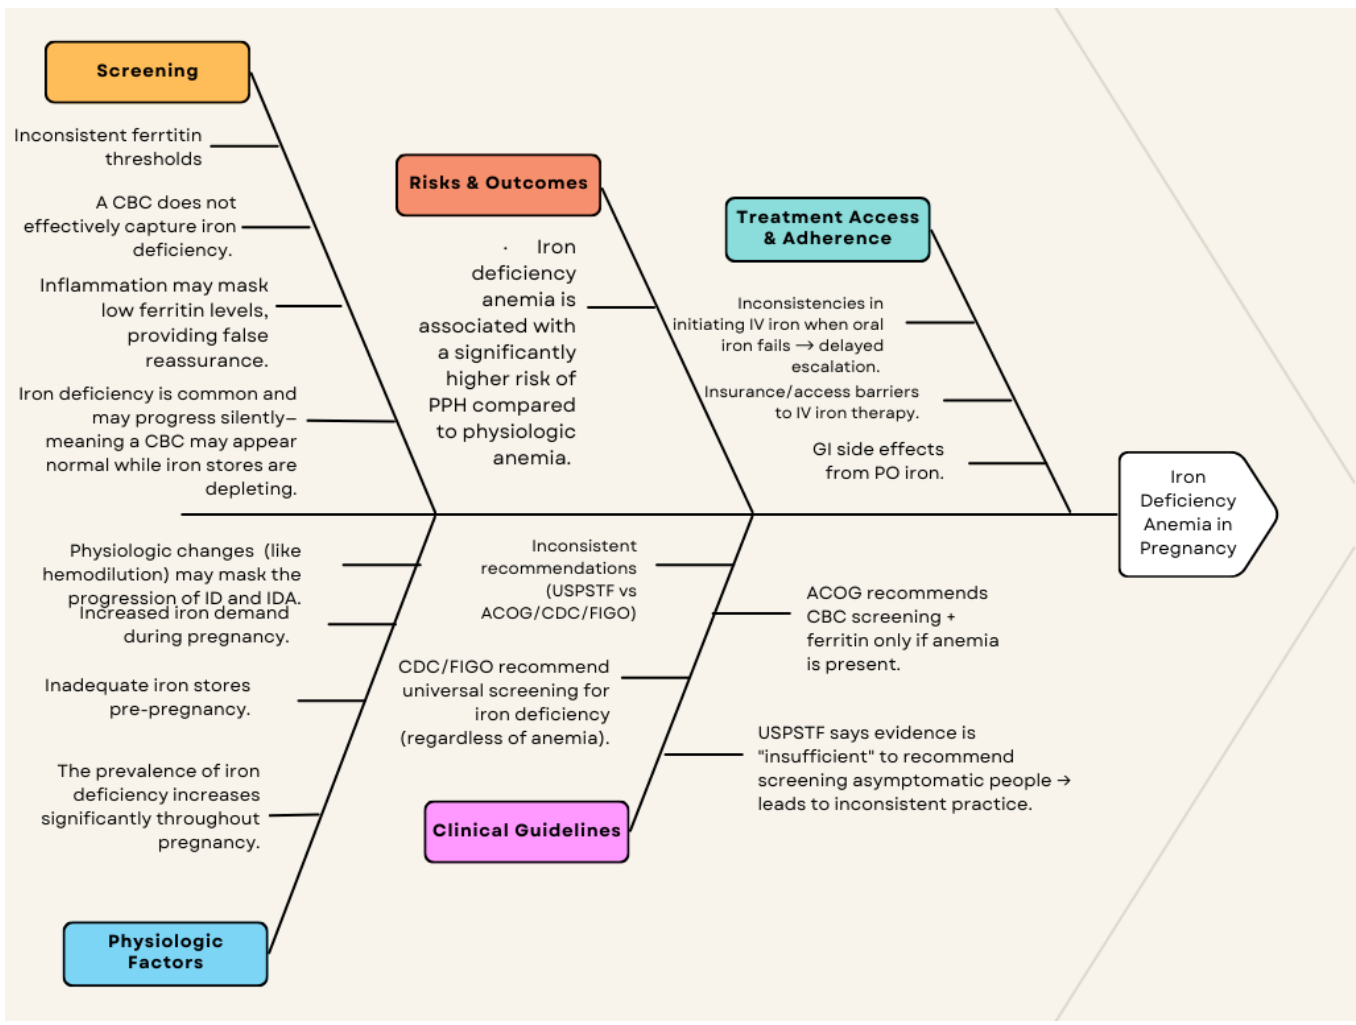 Screening
Inconsistent ferrtitin
thresholds
A CBC does not
effectively capture iron
deficiency.
Inflammation may mask
low ferritin levels,
providing false
reassurance.
Iron deficiency is common and
may progress silently—
meaning a CBC may appear
normal while iron stores are
depleting.
Risks & Outcomes
· Iron
deficiency
anemia is
associated with
a significantly
higher risk of
PPH compared
to physiologic
anemia.
Treatment Access
& Adherence
Inconsistencies in
initiating IV iron when oral
iron fails → delayed
escalation.
Insurance/access barriers
to IV iron therapy.
GI side effects
from PO iron.
Iron
Deficiency
Anemia in
Pregnancy
Physiologic changes (like
hemodilution) may mask the
progression of ID and IDA.
Increased iron demand
during pregnancy.
Inadequate iron stores
pre-pregnancy.
The prevalence of iron
deficiency increases
significantly throughout
pregnancy.
Physiologic
Factors
Inconsistent
recommendations
(USPSTF vs
ACOG/CDC/FIGO)
CDC/FIGO recommend
universal screening for
iron deficiency
(regardless of anemia).
ACOG recommends
CBC screening +
ferritin only if anemia
is present.
USPSTF says evidence is
"insufficient" to recommend
screening asymptomatic people →
leads to inconsistent practice.
Clinical Guidelines